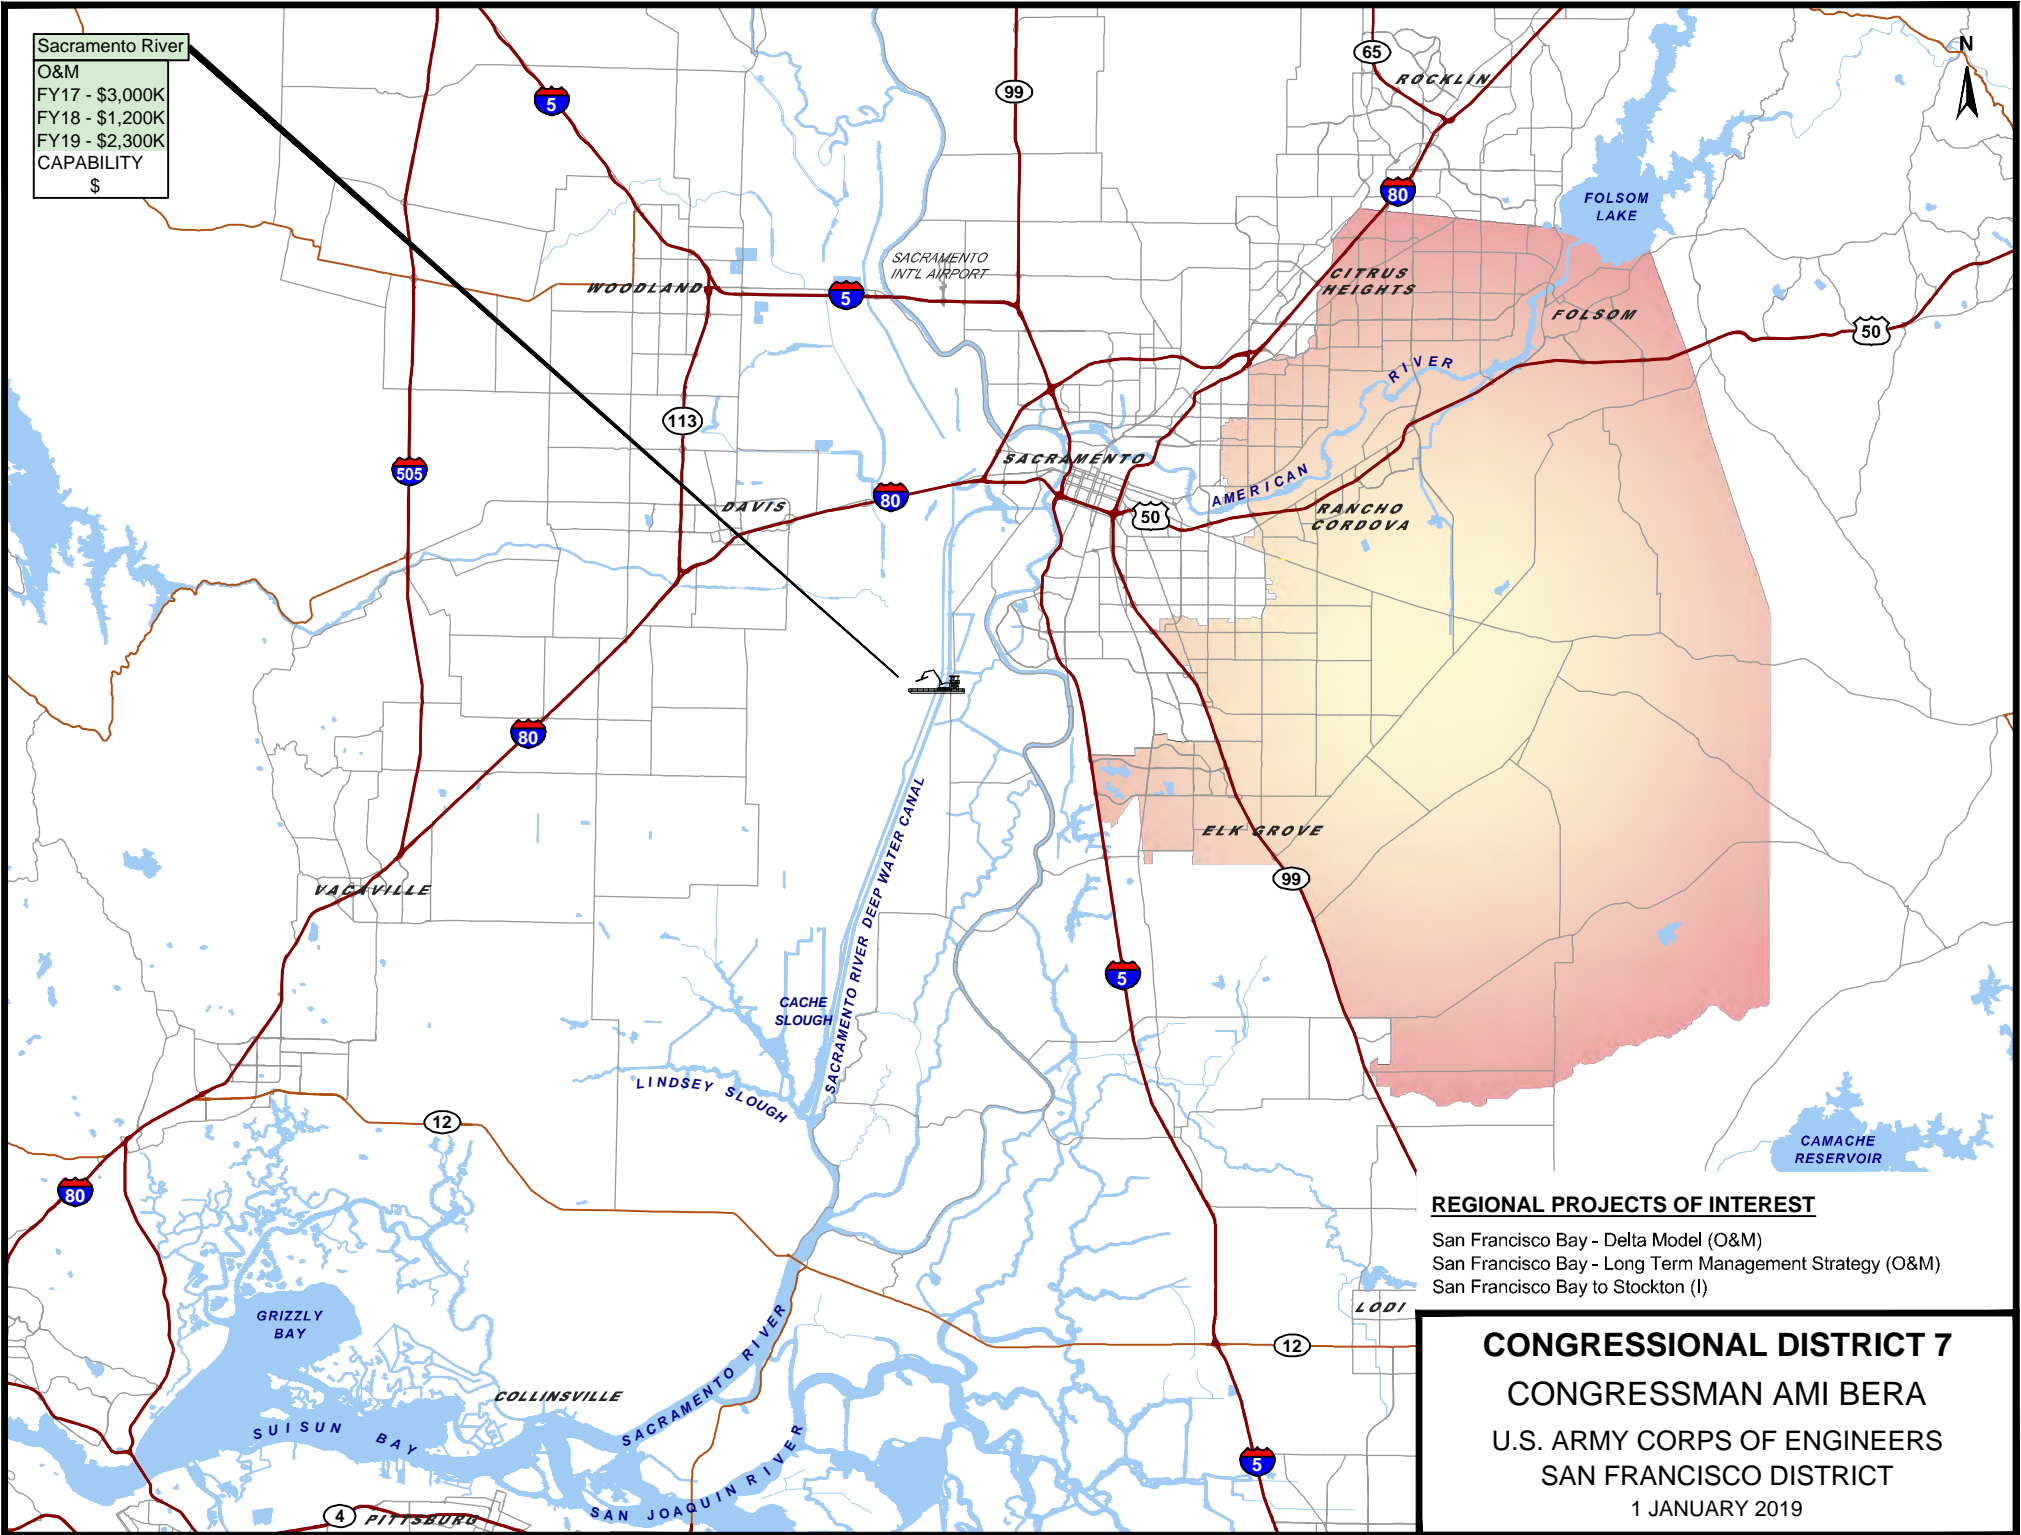 Sacramento River
O&M
FY17 - $3,000K
FY18 - $1,200K
FY19 - $2,300K
CAPABILITY
$
N
65
ROCKLIN
5
99
80
FOLSOM
LAKE
SACRAMENTO
INT'L AIRPORT
WOODLAND
5
CITRUS
HEIGHTS
FOLSOM
50
AMERICAN RIVER
113
505
SACRAMENTO
80
DAVIS
50
RANCHO
CORDOVA
80
SACRAMENTO RIVER DEEP WATER CANAL
ELK GROVE
99
VACAVILLE
5
CACHE
SLOUGH
LINDSEY SLOUGH
12
80
CAMACHE
RESERVOIR
REGIONAL PROJECTS OF INTEREST
San Francisco Bay - Delta Model (O&M)
San Francisco Bay - Long Term Management Strategy (O&M)
San Francisco Bay to Stockton (I)
LODI
GRIZZLY
BAY
12
SACRAMENTO RIVER
COLLINSVILLE
SUISUN BAY
SAN JOAQUIN RIVER
5
4
PITTSBURG
CONGRESSIONAL DISTRICT 7
CONGRESSMAN AMI BERA
U.S. ARMY CORPS OF ENGINEERS
SAN FRANCISCO DISTRICT
1 JANUARY 2019